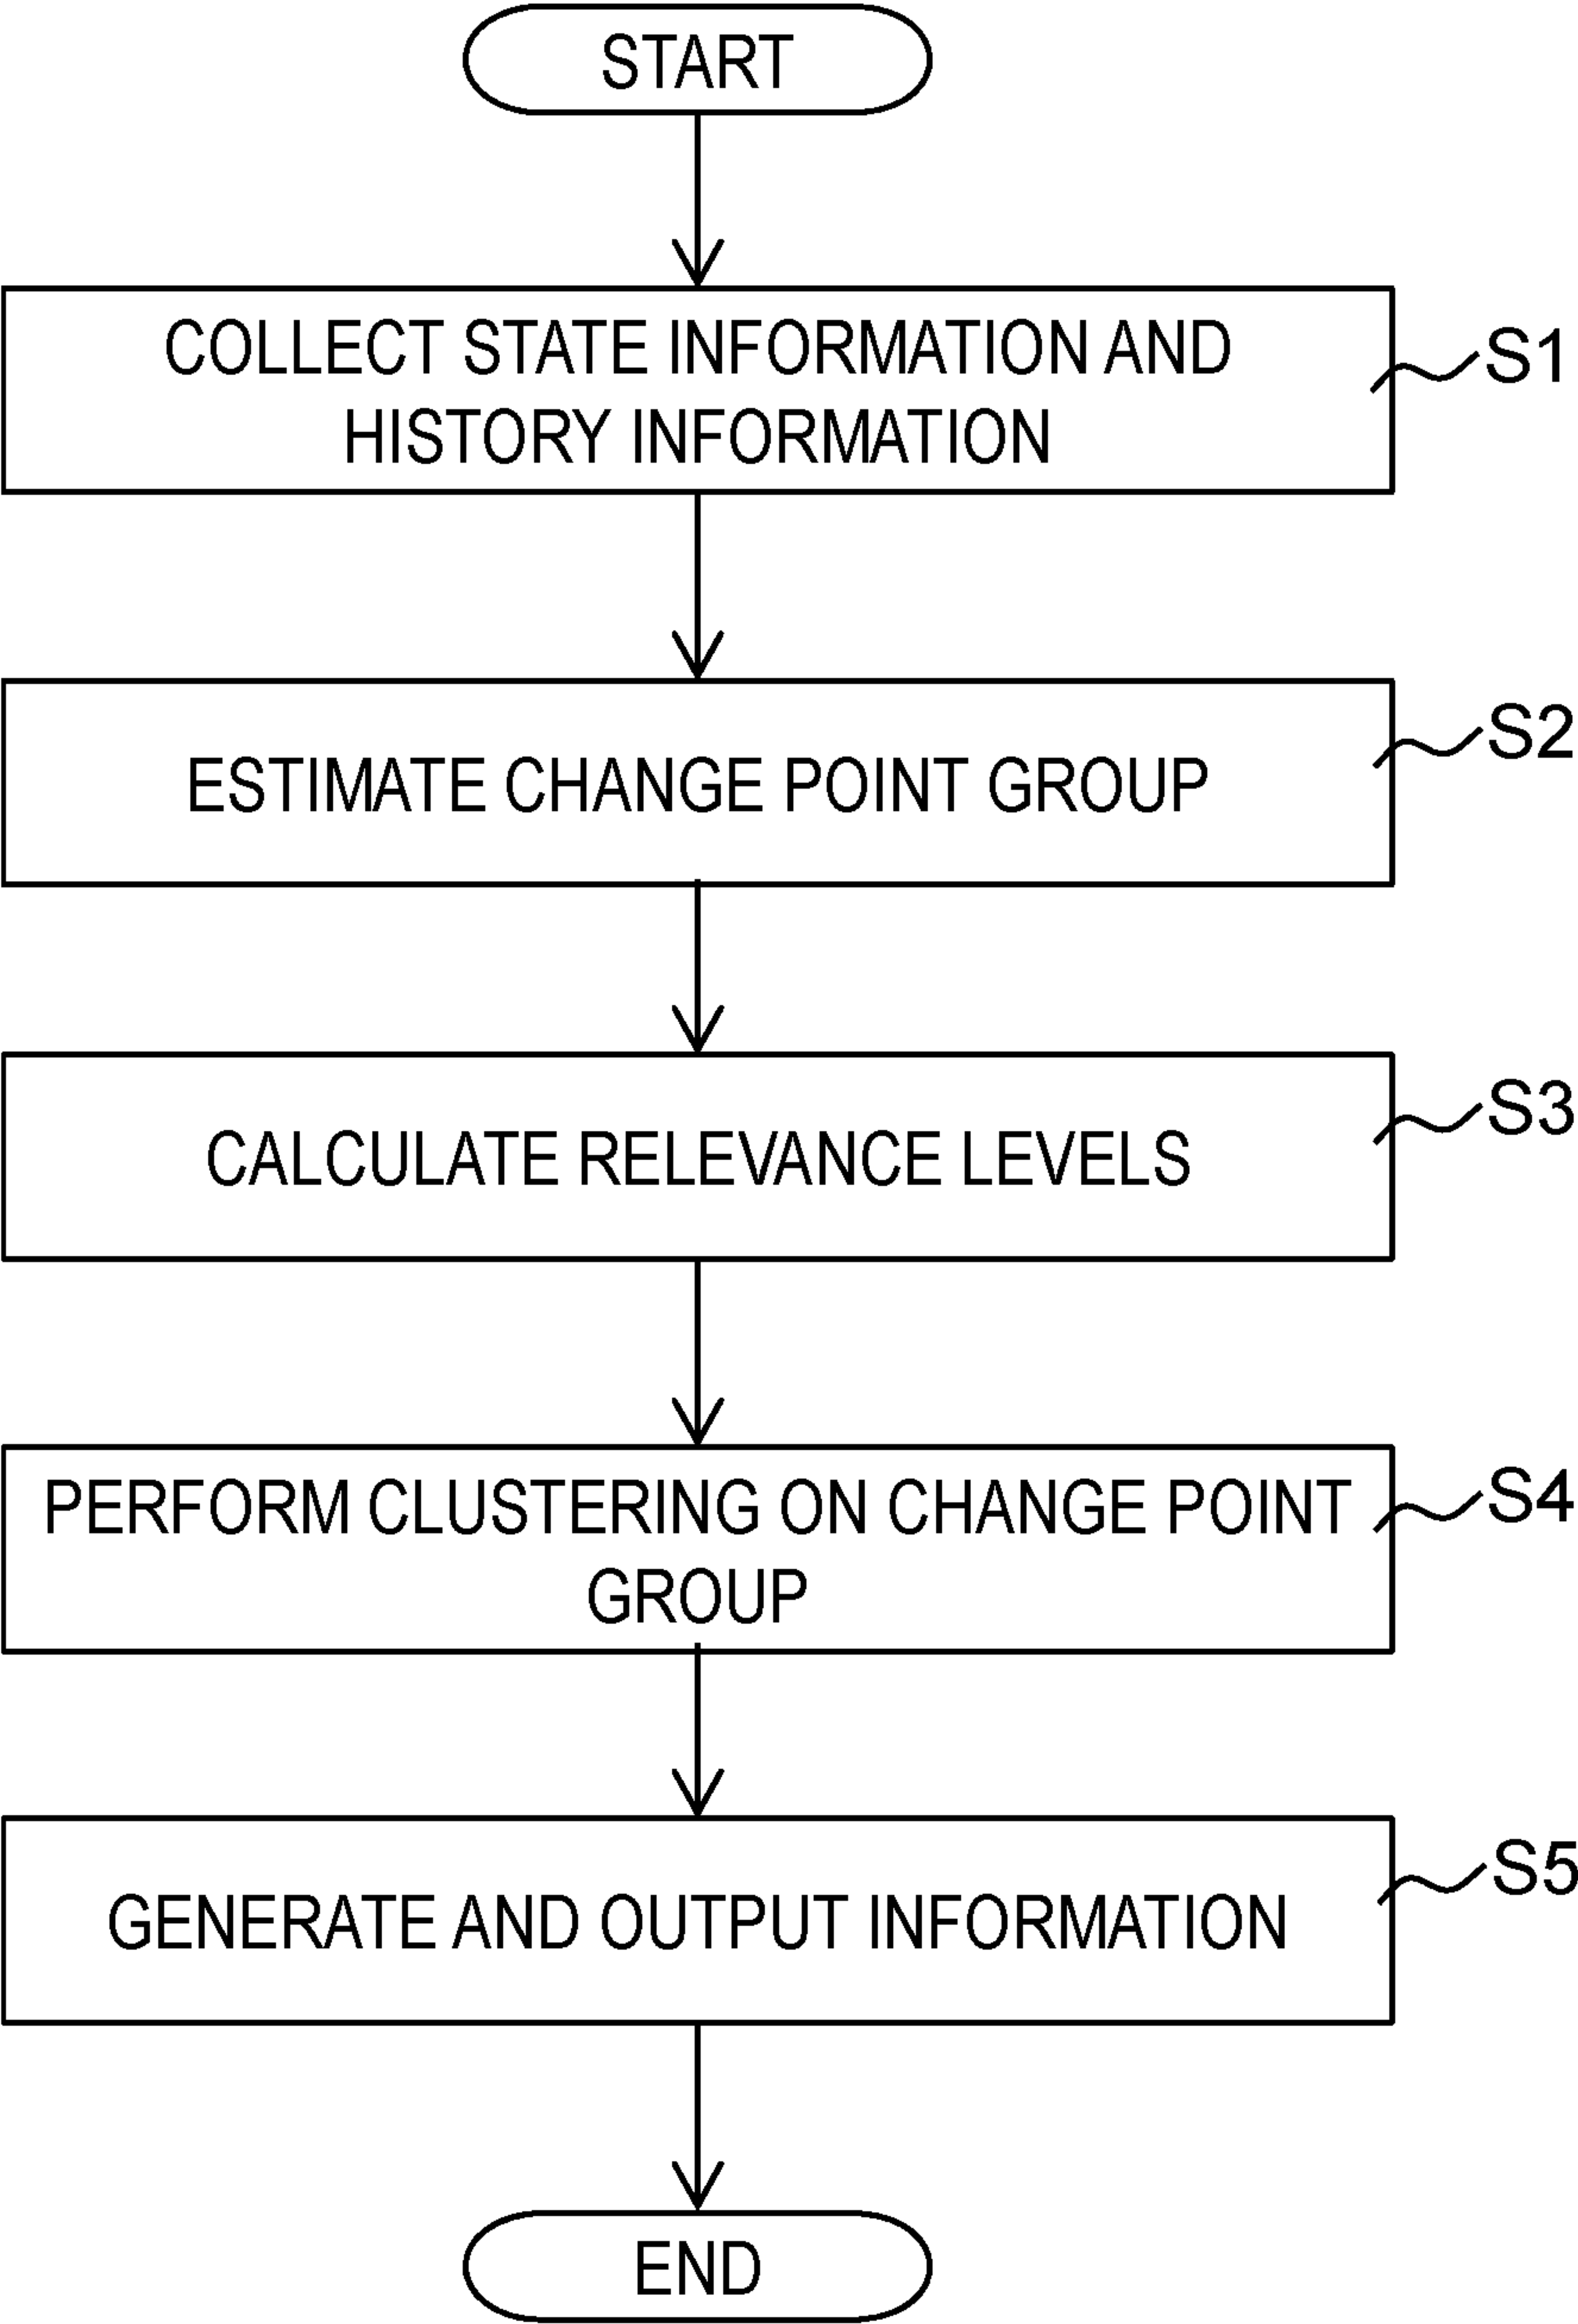 START
COLLECT STATE INFORMATION AND
HISTORY INFORMATION
S1
ESTIMATE CHANGE POINT GROUP
S2
CALCULATE RELEVANCE LEVELS
S3
PERFORM CLUSTERING ON CHANGE POINT
GROUP
S4
GENERATE AND OUTPUT INFORMATION
S5
END